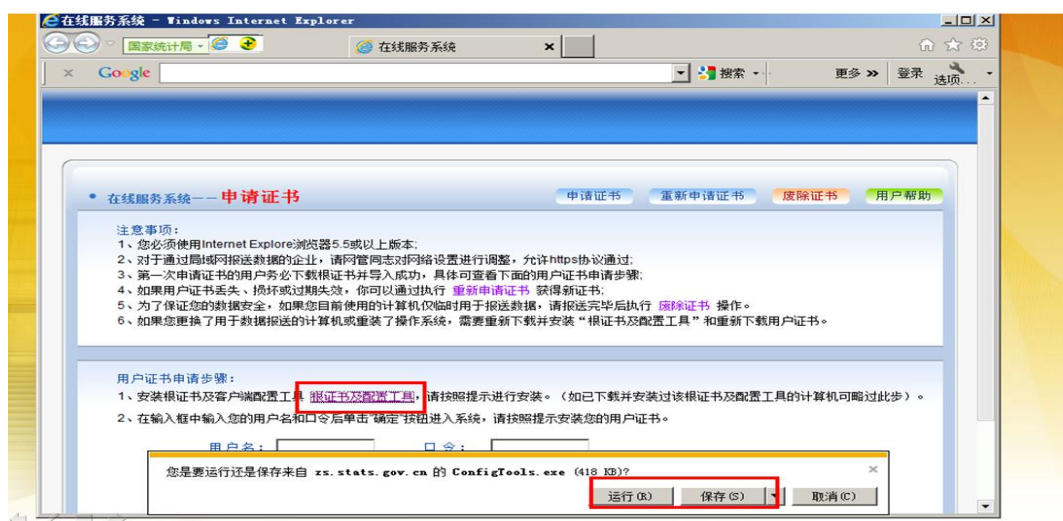 在线服务系统 - Windows Internet Explorer
国家统计局
在线服务系统
Google 搜索 更多 >> 登录 选项...
在线服务系统——申请证书 申请证书 重新申请证书 废除证书 用户帮助
注意事项：
1、您必须使用Internet Explore浏览器5.5或以上版本;
2、对于通过局域网报送数据的企业，请网管同志对网络设置进行调整，允许https协议通过;
3、第一次申请证书的用户务必下载根证书并导入成功，具体可查看下面的用户证书申请步骤;
4、如果用户证书丢失、损坏或过期失效，你可以通过执行 重新申请证书 获得新证书;
5、为了保证您的数据安全，如果您目前使用的计算机仅临时用于报送数据，请报送完毕后执行 废除证书 操作。
6、如果您更换了用于数据报送的计算机或重装了操作系统，需要重新下载并安装“根证书及配置工具”和重新下载用户证书。
用户证书申请步骤：
1、安装根证书及客户端配置工具 根证书及配置工具，请按照提示进行安装。（如已下载并安装过该根证书及配置工具的计算机可略过此步）。
2、在输入框中输入您的用户名和口令后单击"确定"按钮进入系统，请按照提示安装您的用户证书。
用户名： 口令：
您是要运行还是保存来自 zs.stats.gov.cn 的 ConfigTools.exe (418 KB)?
运行(R) 保存(S) 取消(C)